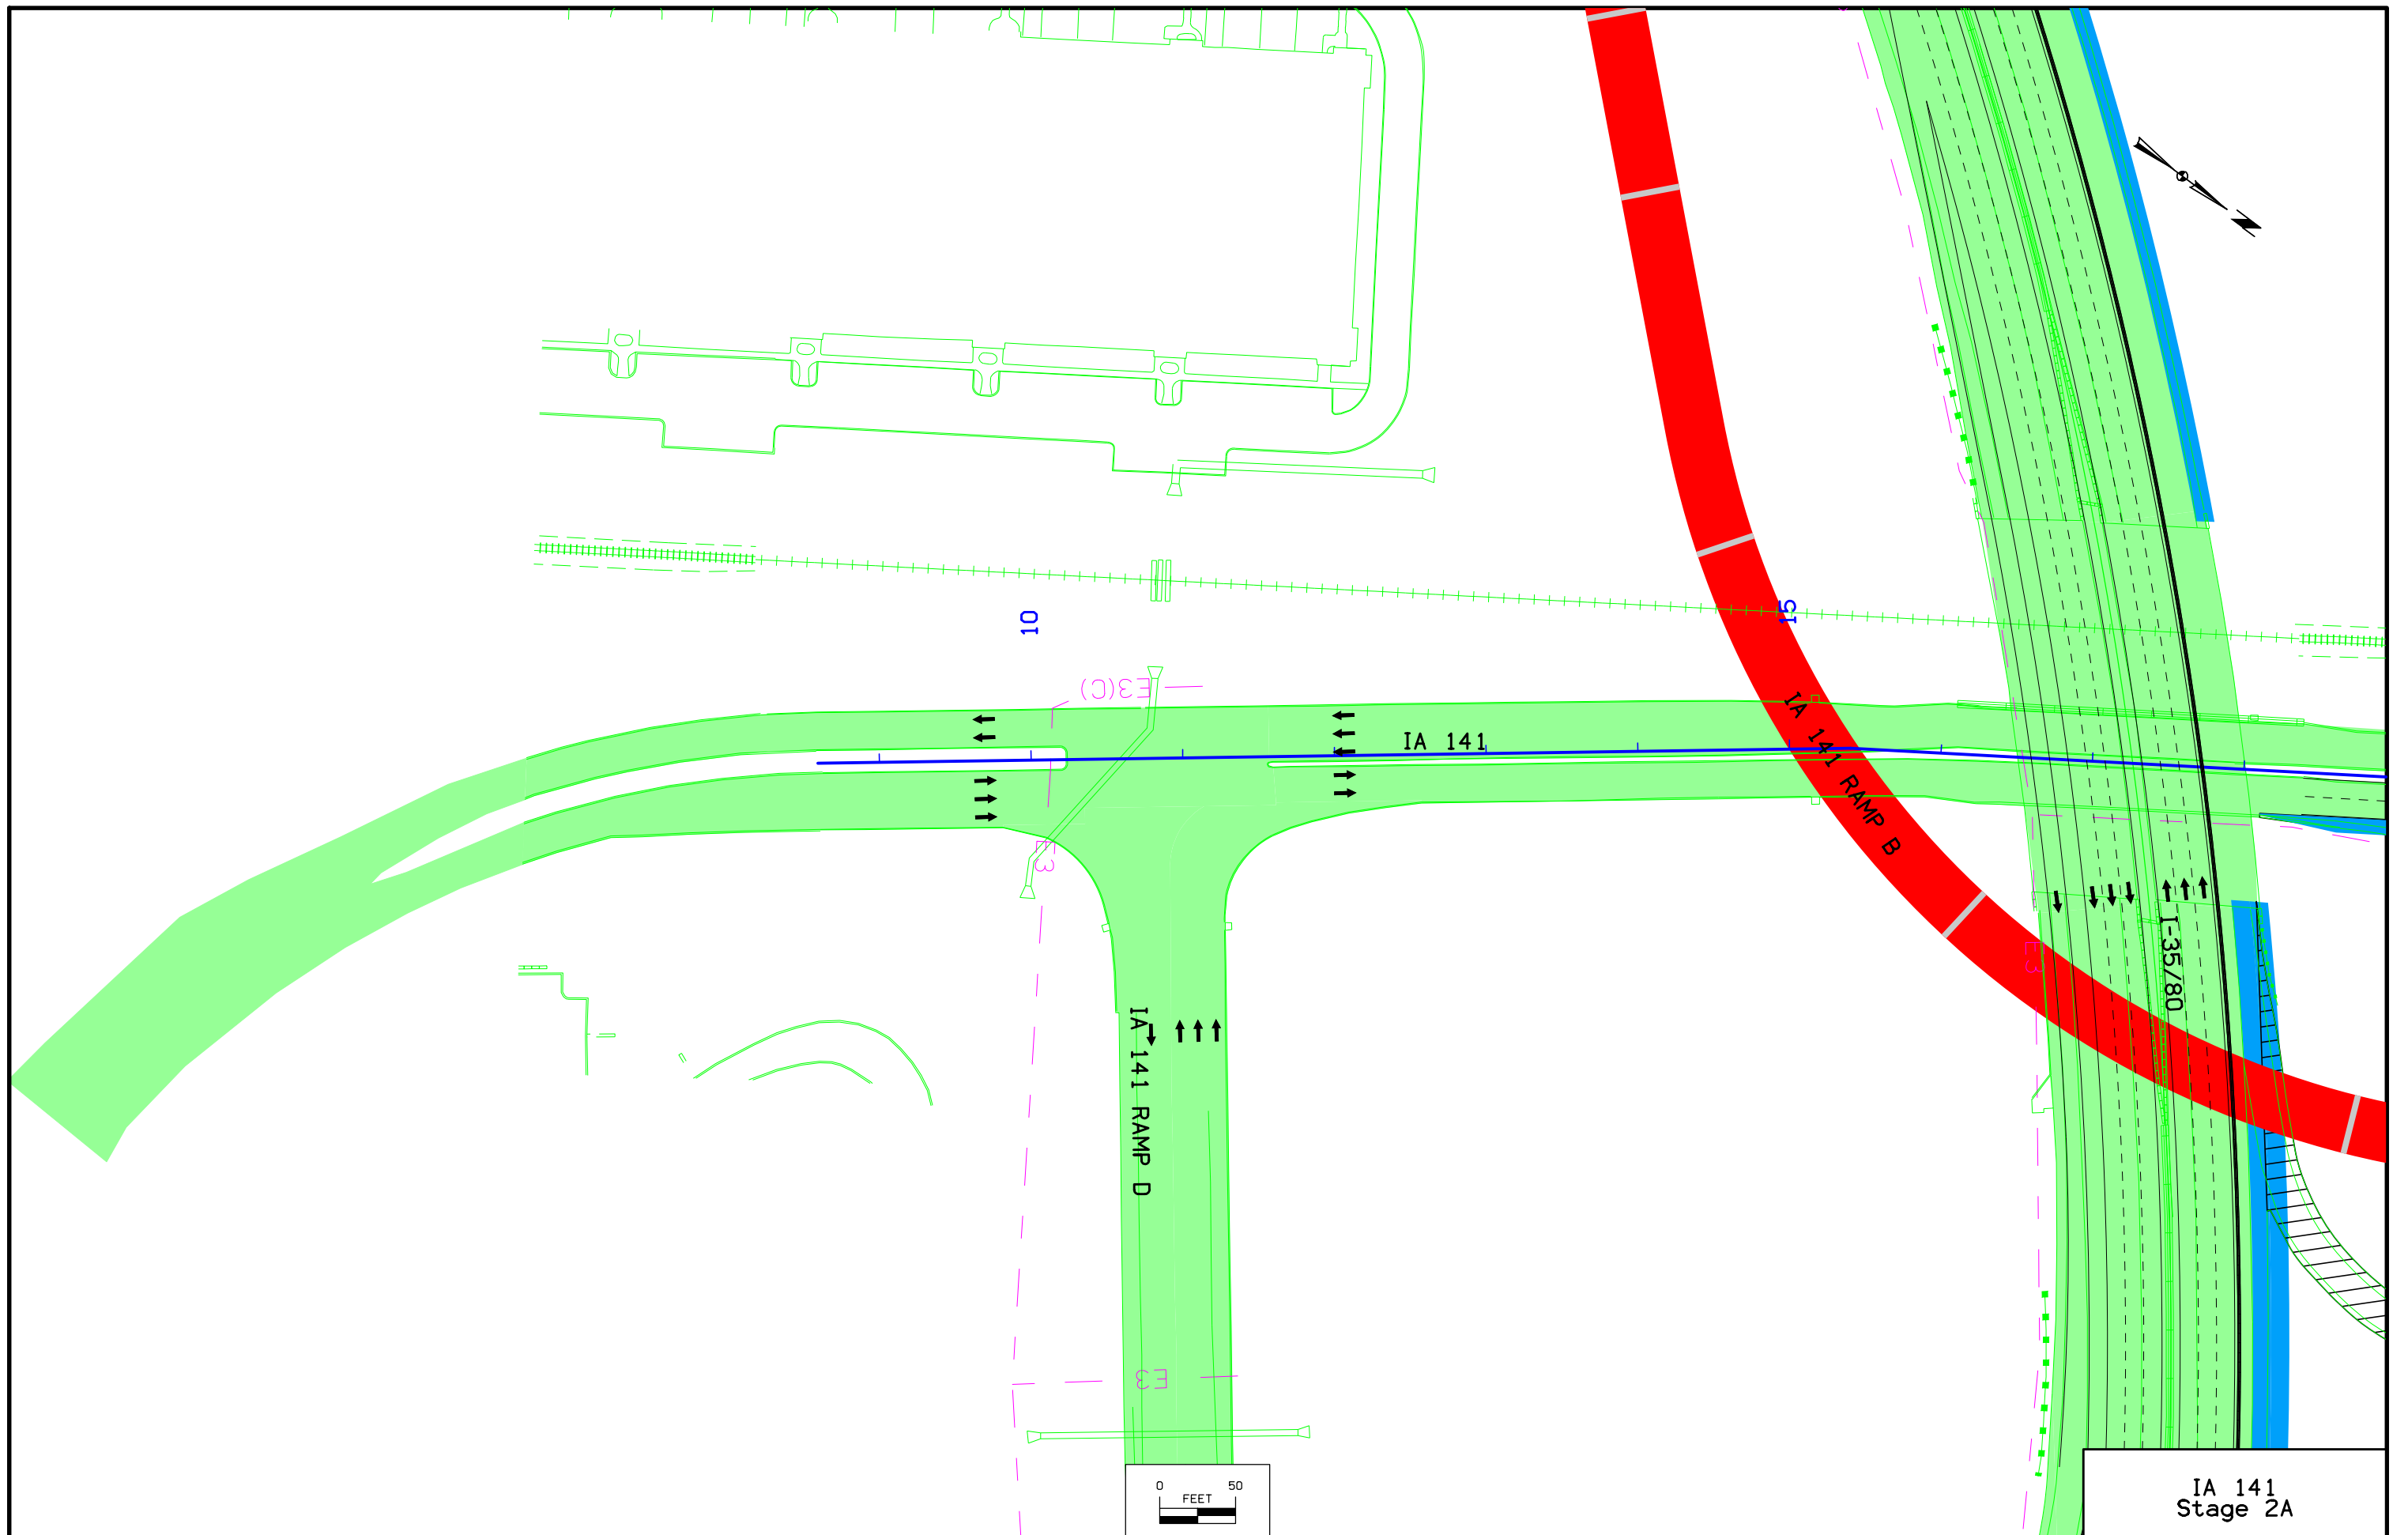 N
10
15
E3(C)
IA 141
IA 141 RAMP B
E3
E3
I-35/80
IA 141 RAMP D
E3
0 50
FEET
IA 141
Stage 2A